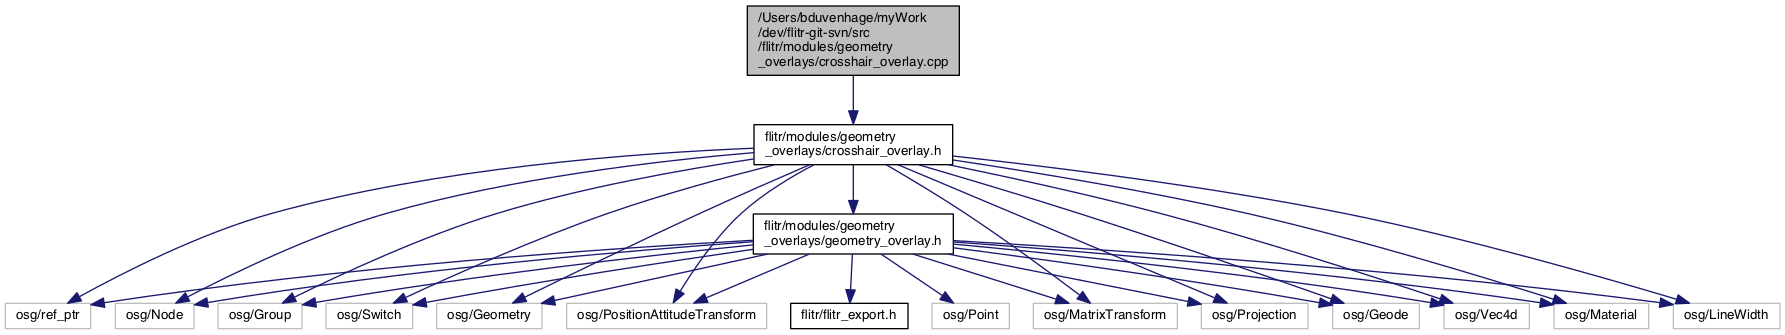 /Users/bduvenhage/myWork
/dev/flitr-git-svn/src
/flitr/modules/geometry
_overlays/crosshair_overlay.cpp
flitr/modules/geometry
_overlays/crosshair_overlay.h
flitr/modules/geometry
_overlays/geometry_overlay.h
osg/ref_ptr
osg/Node
osg/Group
osg/Switch
osg/Geometry
osg/PositionAttitudeTransform
flitr/flitr_export.h
osg/Point
osg/MatrixTransform
osg/Projection
osg/Geode
osg/Vec4d
osg/Material
osg/LineWidth